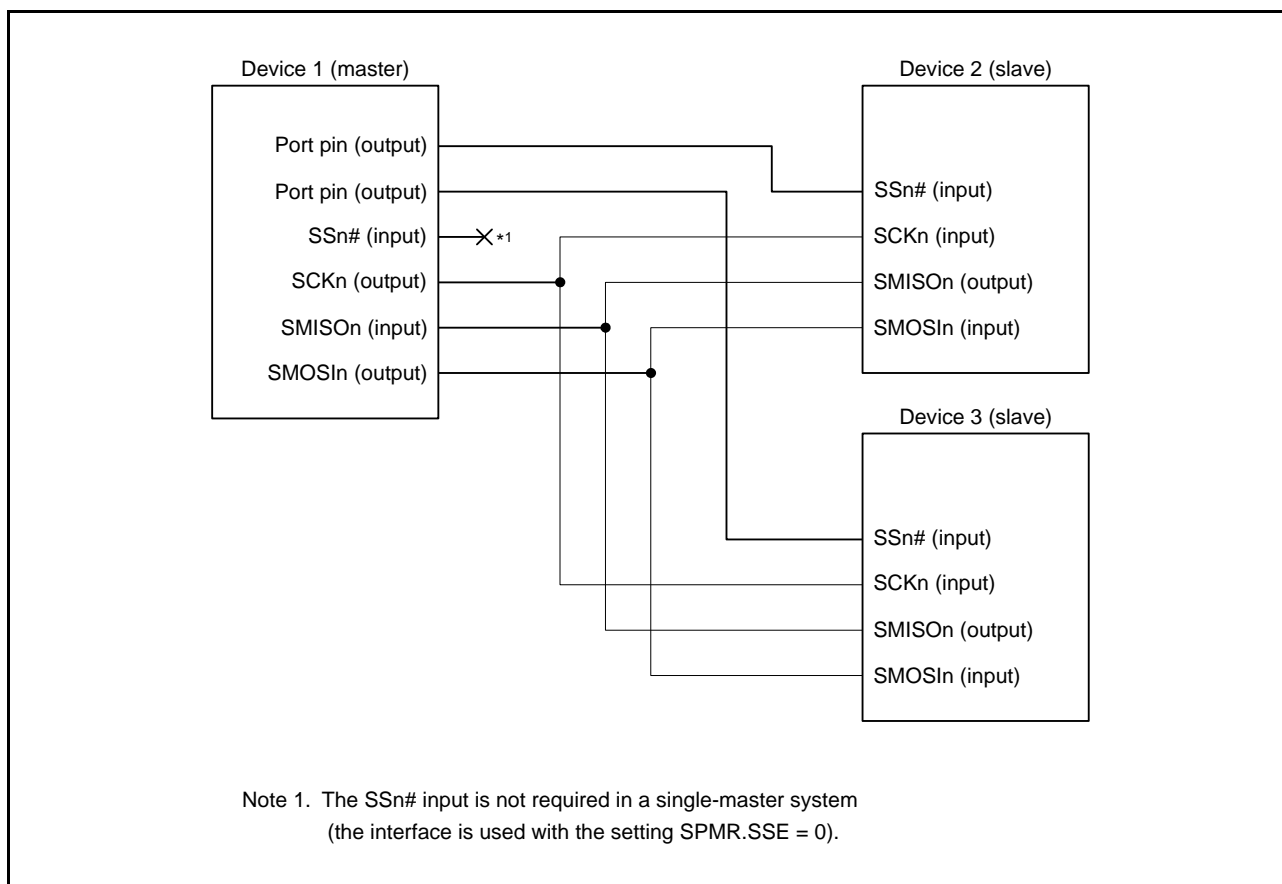 Device 1 (master)
Port pin (output)
Port pin (output)
SSn# (input)
*1
SCKn (output)
SMISOn (input)
SMOSIn (output)
Device 2 (slave)
SSn# (input)
SCKn (input)
SMISOn (output)
SMOSIn (input)
Device 3 (slave)
SSn# (input)
SCKn (input)
SMISOn (output)
SMOSIn (input)
Note 1. The SSn# input is not required in a single-master system
(the interface is used with the setting SPMR.SSE = 0).